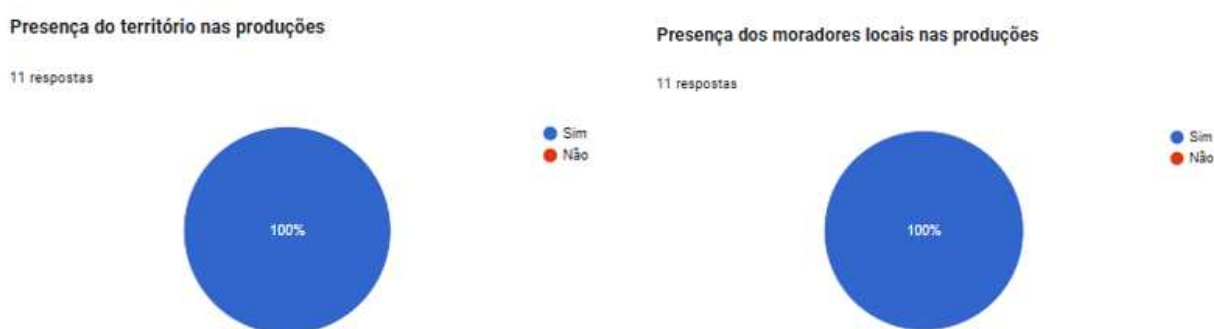 Presença do território nas produções
11 respostas
Sim
Não
100%
Presença dos moradores locais nas produções
11 respostas
Sim
Não
100%